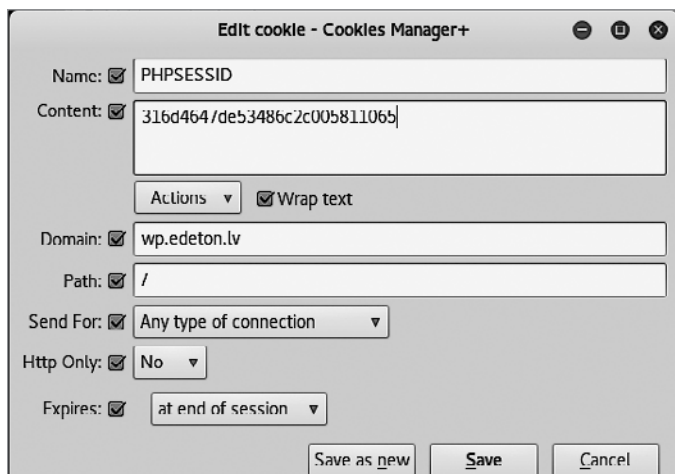 Edit cookie - Cookies Manager+
Name: PHPSESSID
Content: 316d4647de53486c2c005811065
Actions Wrap text
Domain: wp.edeton.lv
Path: /
Send For: Any type of connection
Http Only: No
Expires: at end of session
Save as new Save Cancel